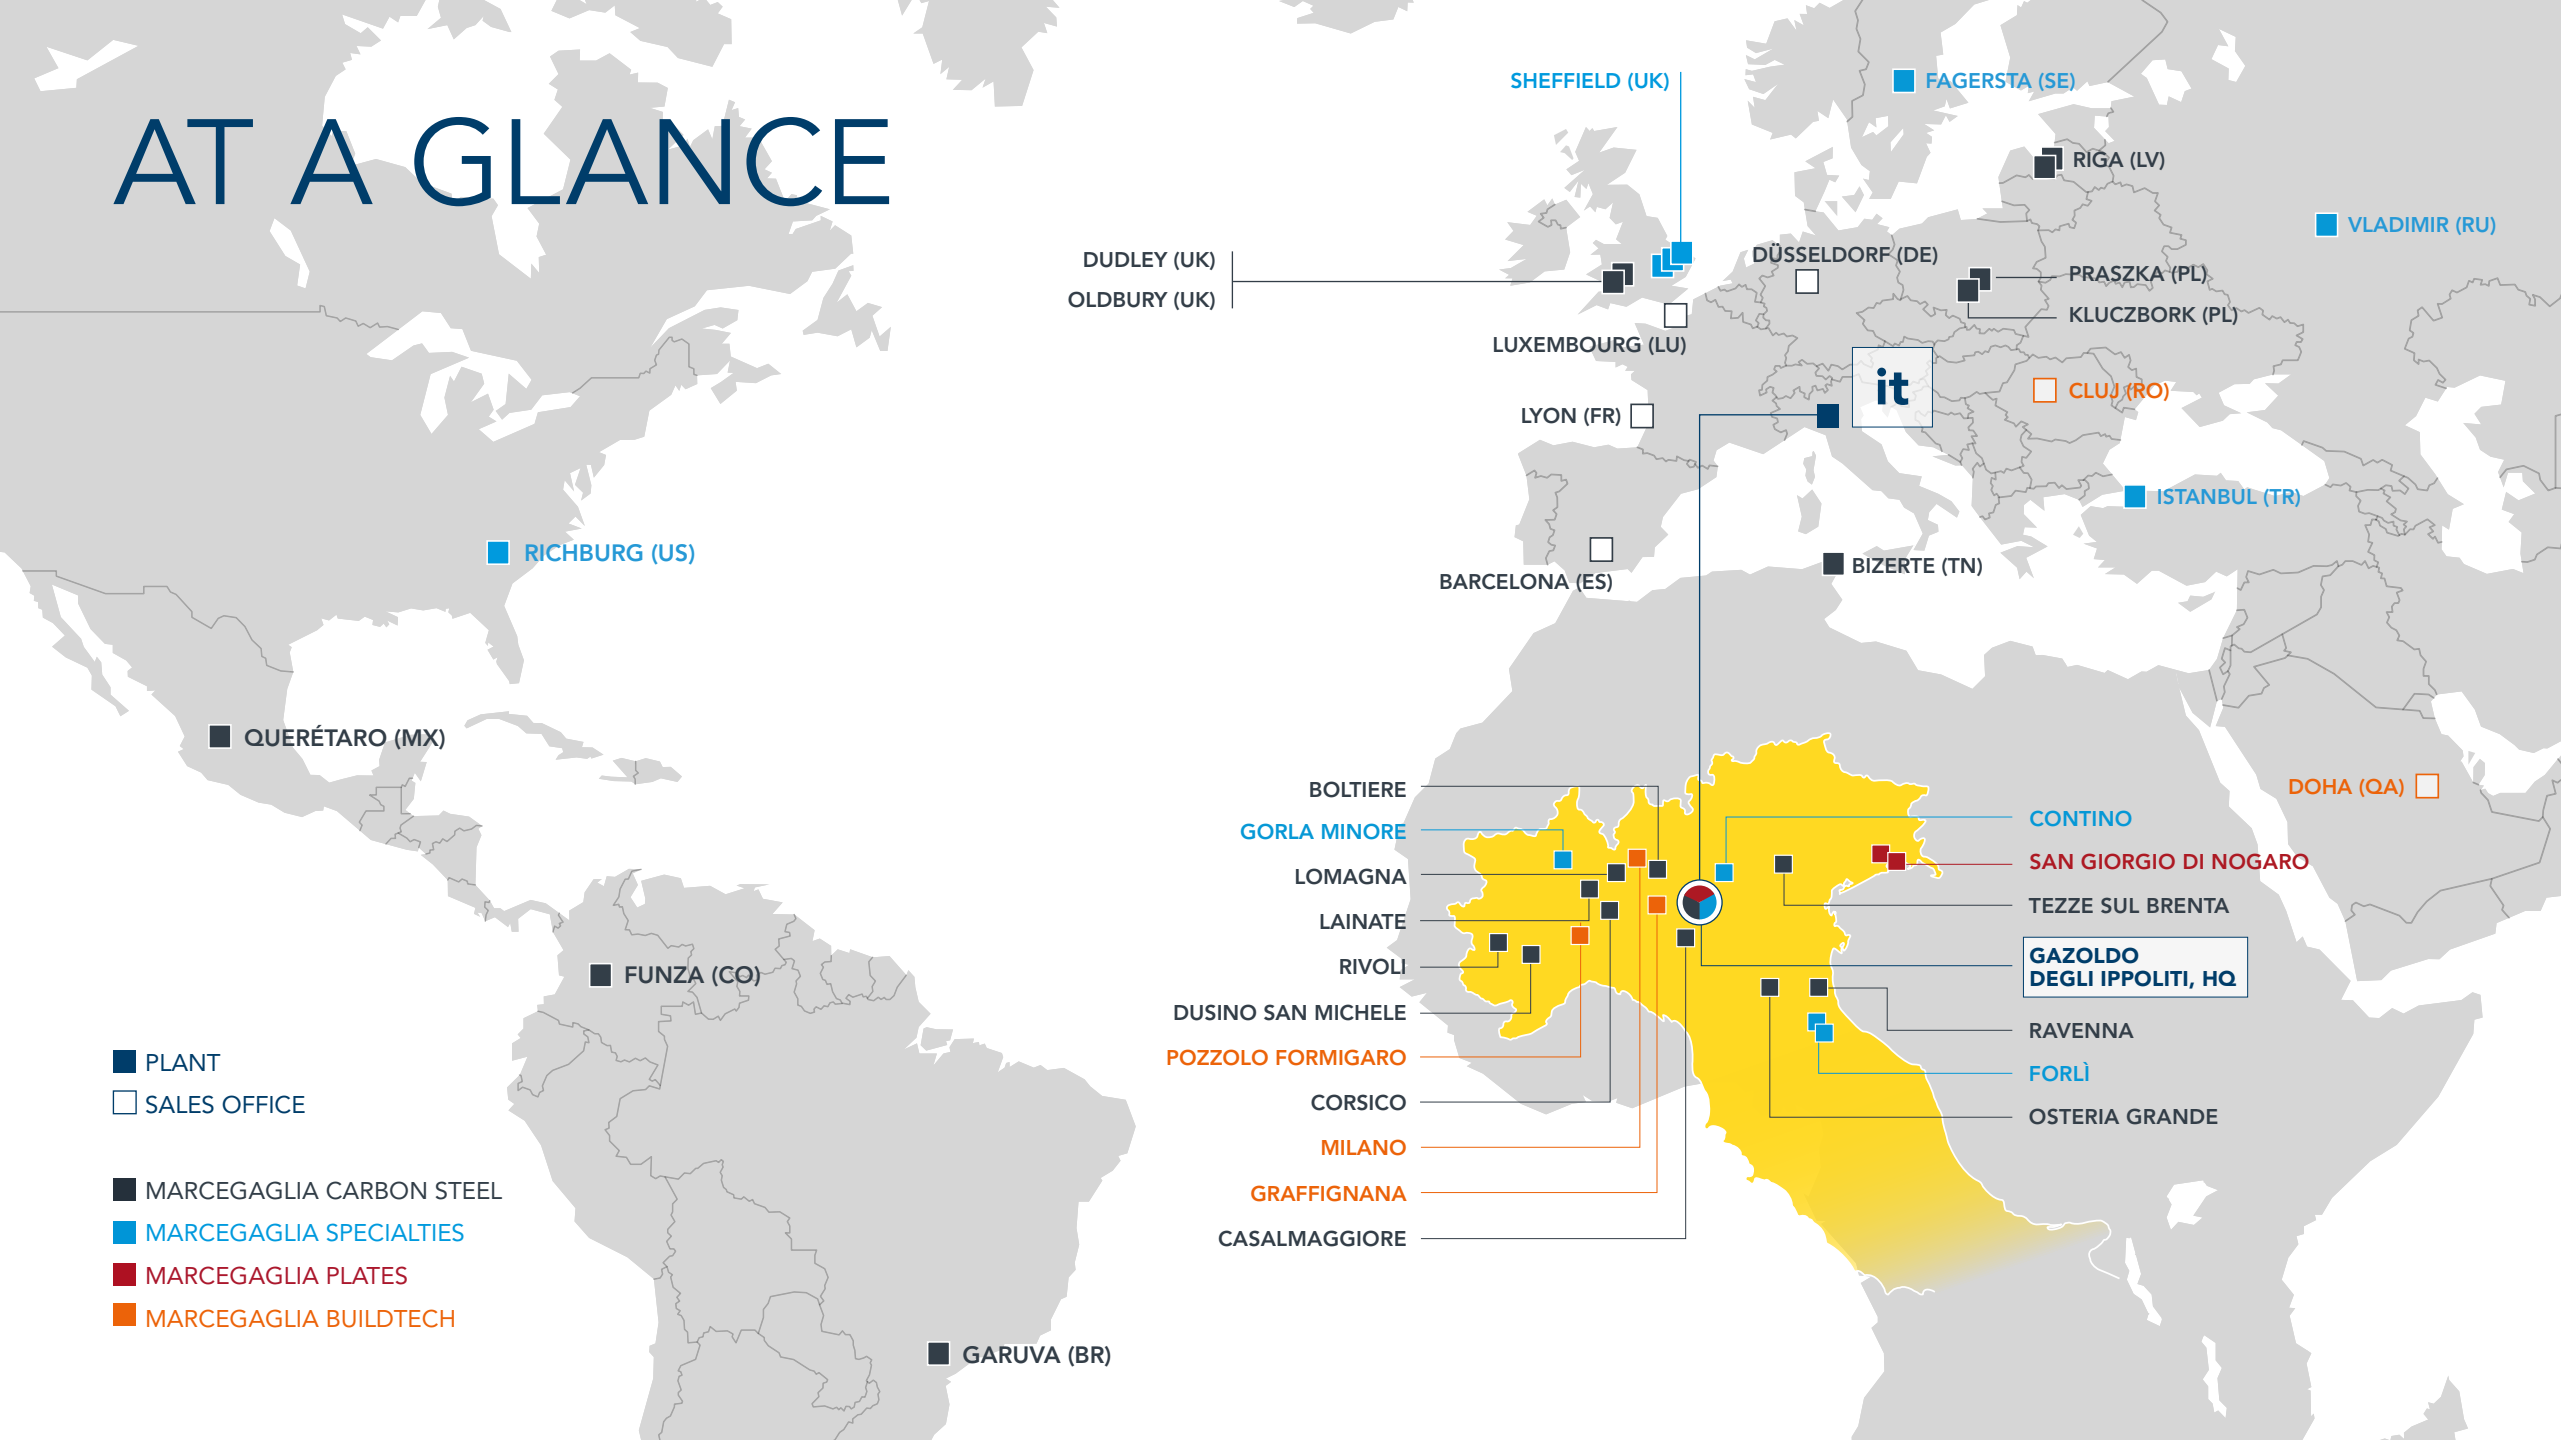 AT A GLANCE
SHEFFIELD (UK)
FAGERSTA (SE)
RIGA (LV)
VLADIMIR (RU)
DUDLEY (UK)
OLDBURY (UK)
DÜSSELDORF (DE)
PRASZKA (PL)
KLUCZBORK (PL)
LUXEMBOURG (LU)
it
CLUJ (RO)
LYON (FR)
ISTANBUL (TR)
RICHBURG (US)
BARCELONA (ES)
BIZERTE (TN)
QUERÉTARO (MX)
FUNZA (CO)
GARUVA (BR)
DOHA (QA)
BOLTIERE
GORLA MINORE
LOMAGNA
LAINATE
RIVOLI
DUSINO SAN MICHELE
POZZOLO FORMIGARO
CORSICO
MILANO
GRAFFIGNANA
CASALMAGGIORE
CONTINO
SAN GIORGIO DI NOGARO
TEZZE SUL BRENTA
GAZOLDO
DEGLI IPPOLITI, HQ
RAVENNA
FORLÌ
OSTERIA GRANDE
PLANT
SALES OFFICE
MARCEGAGLIA CARBON STEEL
MARCEGAGLIA SPECIALTIES
MARCEGAGLIA PLATES
MARCEGAGLIA BUILDTECH